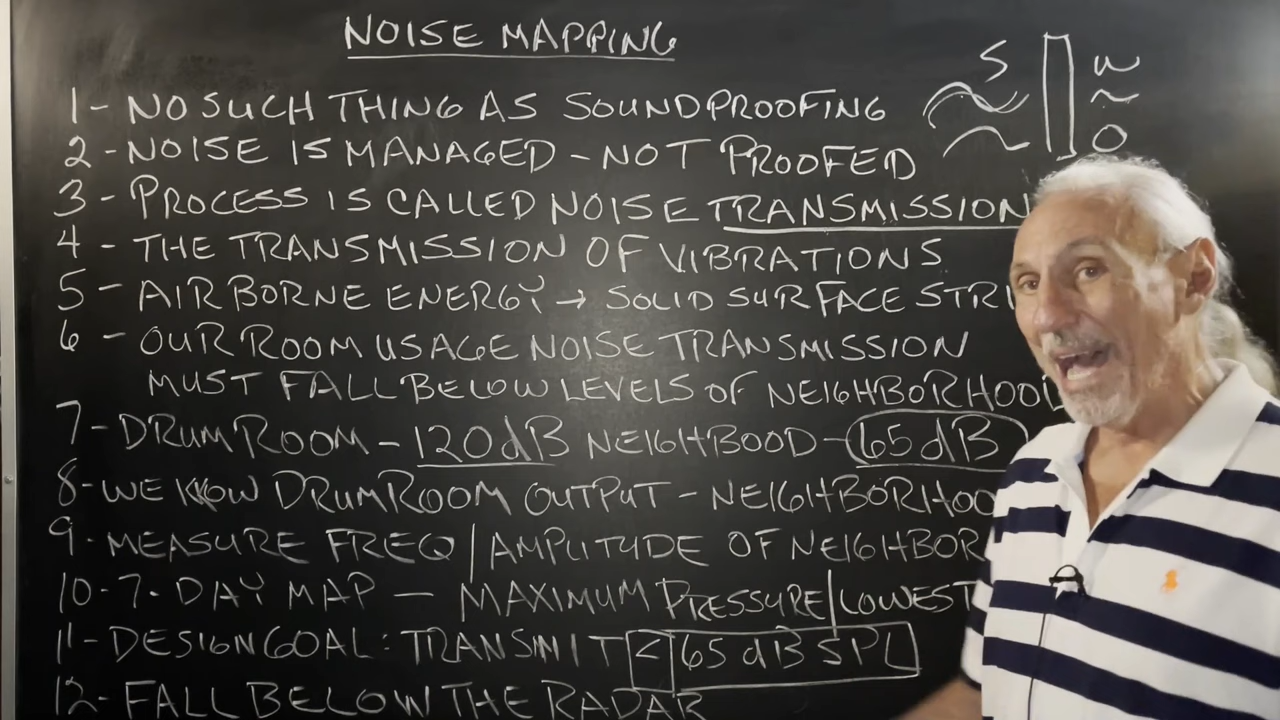 NOISE MAPPING
1 - NO SUCH THING AS SOUNDPROOFING
2 - NOISE IS MANAGED - NOT PROOFED
3 - PROCESS IS CALLED NOISE TRANSMISSION
4 - THE TRANSMISSION OF VIBRATIONS
5 - AIR BORNE ENERGY → SOLID SURFACE
6 - OUR ROOM USAGE NOISE TRANSMISSION
MUST FALL BELOW LEVELS OF NEIGHBORHOOD
7 - DRUM ROOM - 120 dB NEIGHBOOD - 65 dB
8 - WE KNOW DRUM ROOM OUTPUT -
9 - MEASURE FREQ / AMPLITUDE OF
10 - 7 - DAY MAP - MAXIMUM PRESSURE | LOWEST
11 - DESIGN GOAL: TRANSMIT < 65 dB SPL
12 - FALL BELOW THE RADAR
S
O